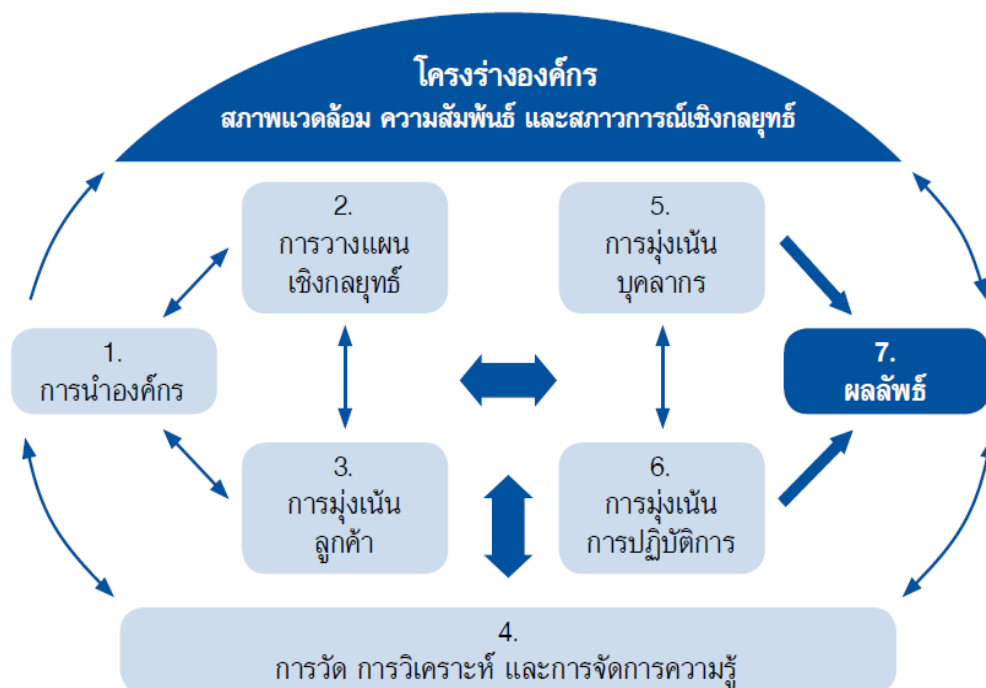 โครงร่างองค์กร
สภาพแวดล้อม ความสัมพันธ์ และสภาวการณ์เชิงกลยุทธ์
2.
การวางแผน
เชิงกลยุทธ์
5.
การมุ่งเน้น
บุคลากร
1.
การนำองค์กร
7.
ผลลัพธ์
3.
การมุ่งเน้น
ลูกค้า
6.
การมุ่งเน้น
การปฏิบัติการ
4.
การวัด การวิเคราะห์ และการจัดการความรู้